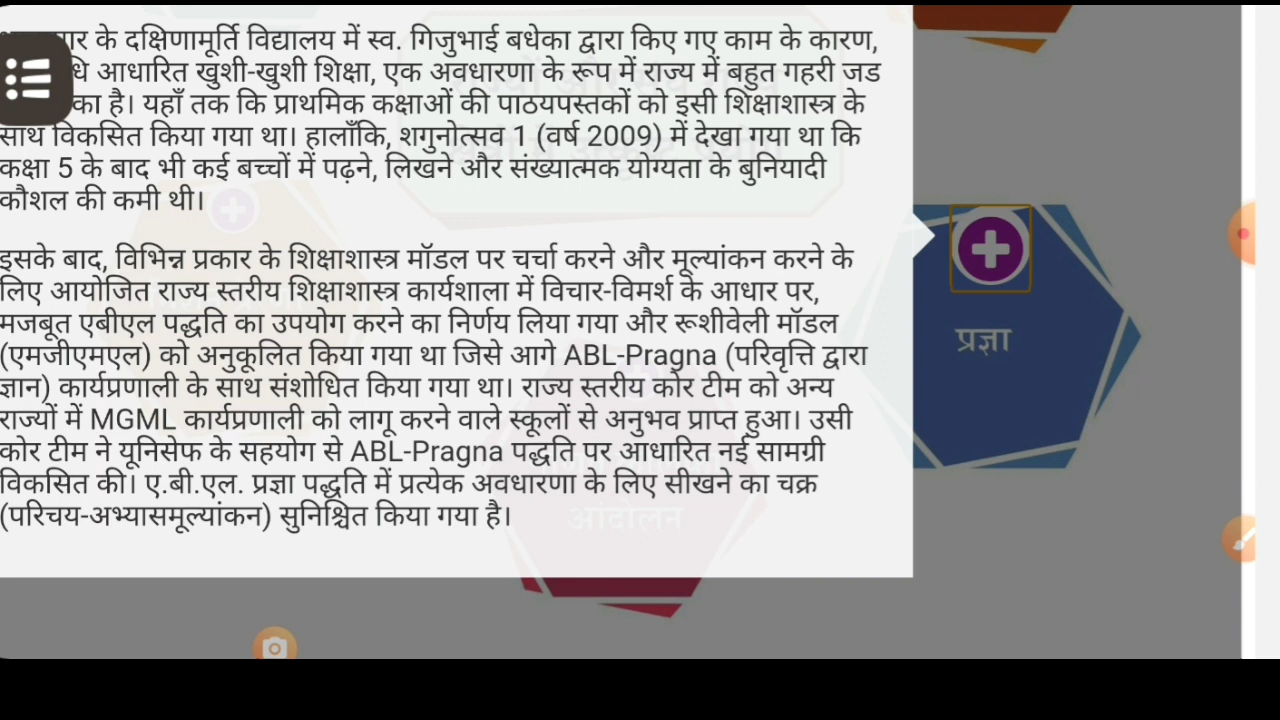 के दक्षिणामूर्ति विद्यालय में स्व. गिजुभाई बधेका द्वारा किए गए काम के कारण,
आधारित खुशी-खुशी शिक्षा, एक अवधारणा के रूप में राज्य में बहुत गहरी जड
का है। यहाँ तक कि प्राथमिक कक्षाओं की पाठयपस्तकों को इसी शिक्षाशास्त्र के
साथ विकसित किया गया था। हालाँकि, शगुनोत्सव 1 (वर्ष 2009) में देखा गया था कि
कक्षा 5 के बाद भी कई बच्चों में पढ़ने, लिखने और संख्यात्मक योग्यता के बुनियादी
कौशल की कमी थी।
इसके बाद, विभिन्न प्रकार के शिक्षाशास्त्र मॉडल पर चर्चा करने और मूल्यांकन करने के
लिए आयोजित राज्य स्तरीय शिक्षाशास्त्र कार्यशाला में विचार-विमर्श के आधार पर,
मजबूत एबीएल पद्धति का उपयोग करने का निर्णय लिया गया और रूशीवेली मॉडल
(एमजीएमएल) को अनुकूलित किया गया था जिसे आगे ABL-Pragna (परिवृत्ति द्वारा
ज्ञान) कार्यप्रणाली के साथ संशोधित किया गया था। राज्य स्तरीय कोर टीम को अन्य
राज्यों में MGML कार्यप्रणाली को लागू करने वाले स्कूलों से अनुभव प्राप्त हुआ। उसी
कोर टीम ने यूनिसेफ के सहयोग से ABL-Pragna पद्धति पर आधारित नई सामग्री
विकसित की। ए.बी.एल. प्रज्ञा पद्धति में प्रत्येक अवधारणा के लिए सीखने का चक्र
(परिचय-अभ्यासमूल्यांकन) सुनिश्चित किया गया है।
प्रज्ञा
आदोलन